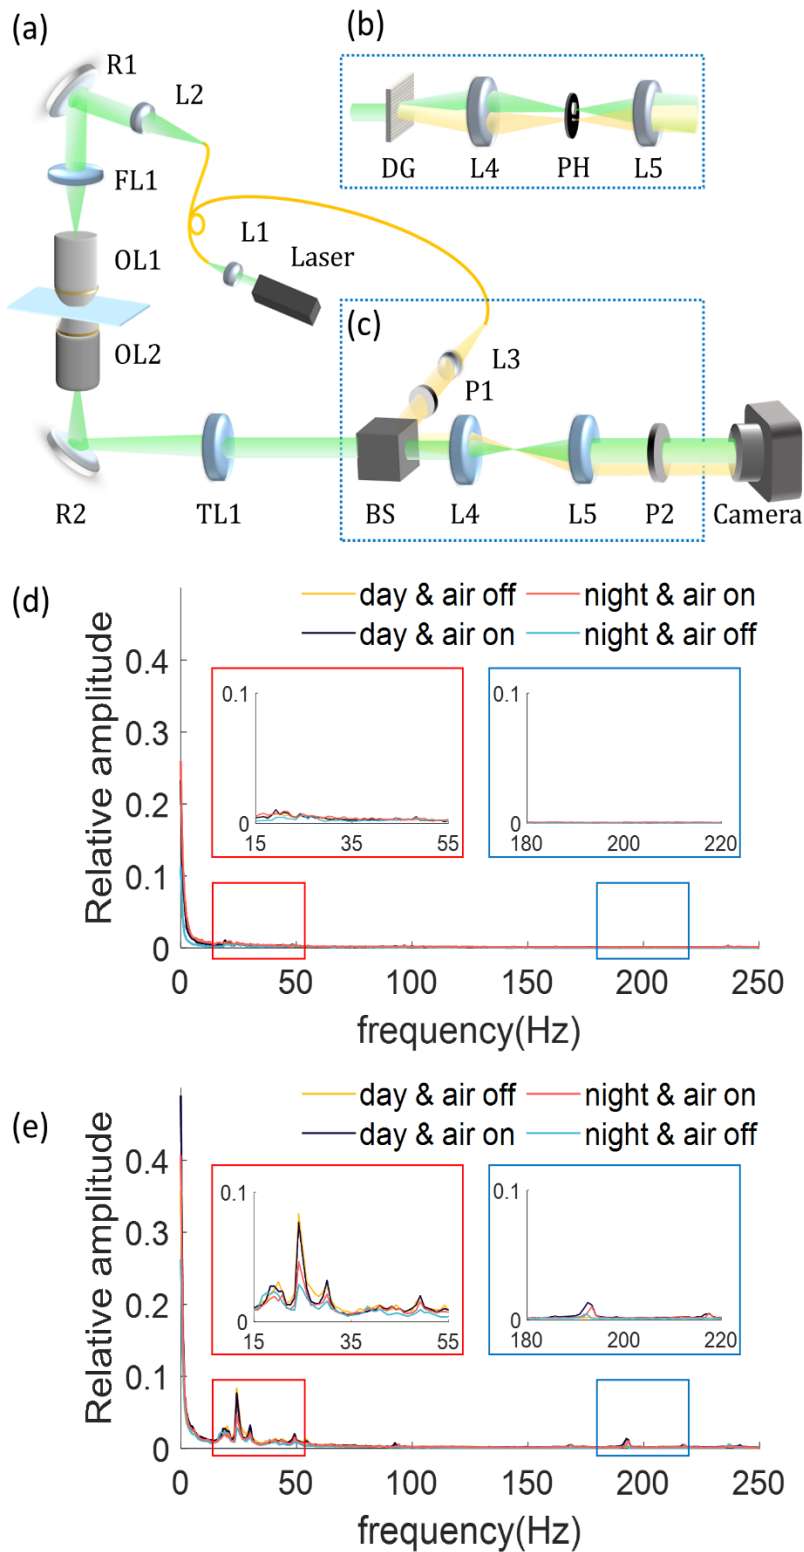 (a)
(b)
R1
L2
FL1
DG L4 PH L5
L1
Laser
OL1
(c)
OL2
L3
P1
R2 TL1 BS L4 L5 P2 Camera
(d)
day & air off night & air on
day & air on night & air off
Relative amplitude
0.4
0.3
0.2
0.1
0
0.1
0
15 35 55
0.1
0
180 200 220
0 50 100 150 200 250
frequency(Hz)
(e)
day & air off night & air on
day & air on night & air off
Relative amplitude
0.4
0.3
0.2
0.1
0
0.1
0
15 35 55
0.1
0
180 200 220
0 50 100 150 200 250
frequency(Hz)